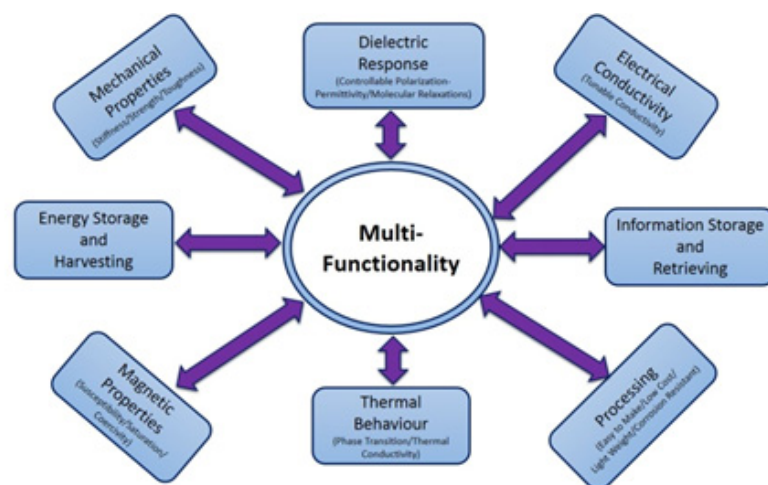 Mechanical
Properties
(Stiffness/Strength/Toughness)
Dielectric
Response
(Controllable Polarization-
Permittivity/Molecular Relaxations)
Electrical
Conductivity
(Tunable Conductivity)
Energy Storage
and
Harvesting
Multi-
Functionality
Information Storage
and
Retrieving
Magnetic
Properties
(Susceptibility/Saturation/
Coercivity)
Thermal
Behaviour
(Phase Transition/Thermal
Conductivity)
Processing
(Easy to Make/Low Cost/
Light Weight/Corrosion Resistant)